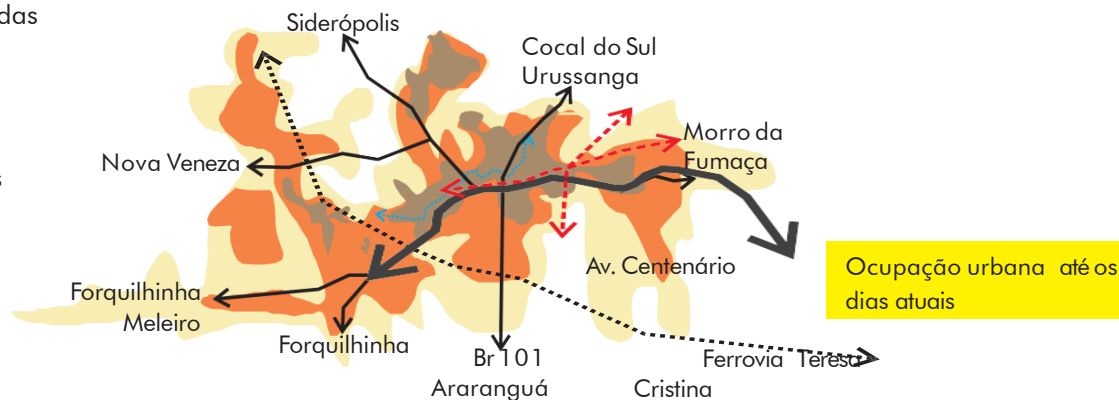 das
Siderópolis
Cocal do Sul
Urussanga
Morro da
Fumaça
Nova Veneza
s
Av. Centenário
Ocupação urbana até os
dias atuais
Forquilhinha
Meleiro
Forquilhinha
Br 101
Araranguá
Ferrovia Teresa
Cristina